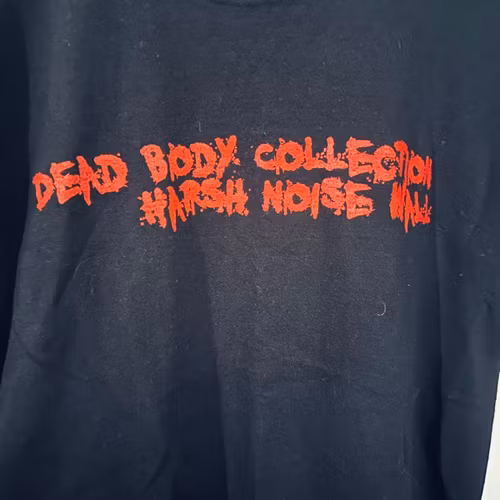 DEAD BODY COLLECTION
HARSH NOISE WALL